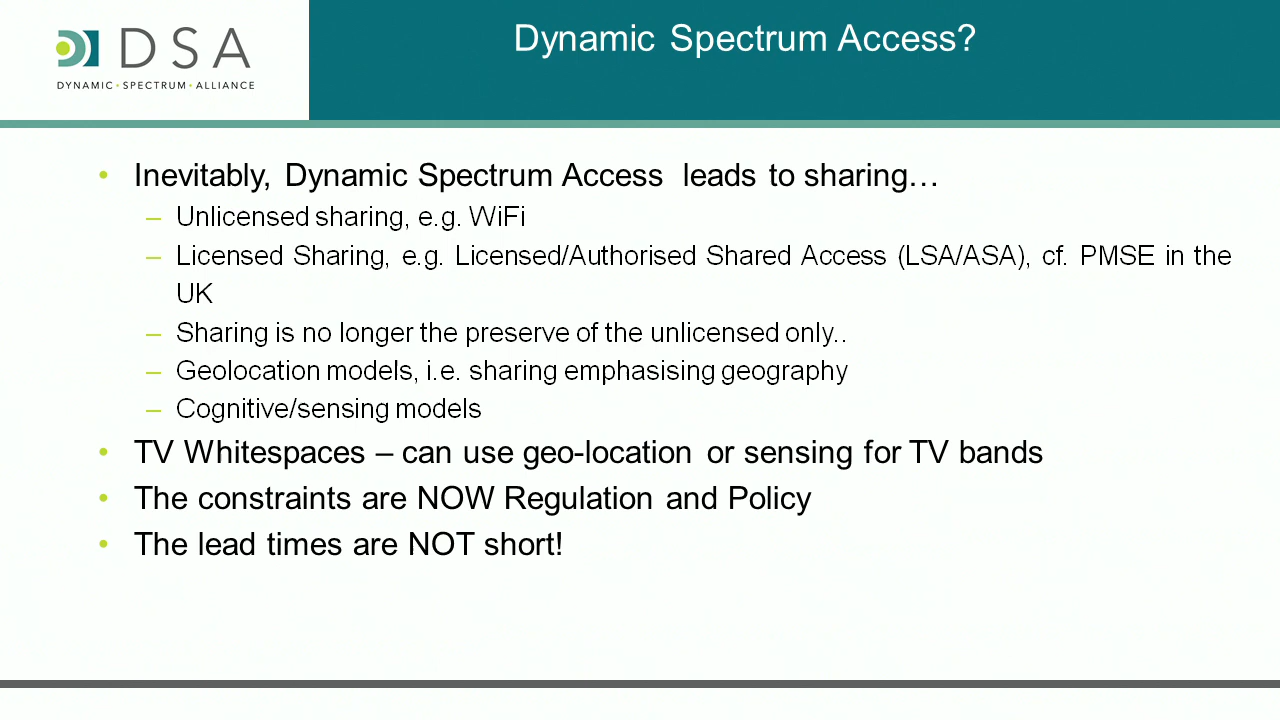 DSA
DYNAMIC • SPECTRUM • ALLIANCE
Dynamic Spectrum Access?
• Inevitably, Dynamic Spectrum Access leads to sharing…
– Unlicensed sharing, e.g. WiFi
– Licensed Sharing, e.g. Licensed/Authorised Shared Access (LSA/ASA), cf. PMSE in the
UK
– Sharing is no longer the preserve of the unlicensed only..
– Geolocation models, i.e. sharing emphasising geography
– Cognitive/sensing models
• TV Whitespaces – can use geo-location or sensing for TV bands
• The constraints are NOW Regulation and Policy
• The lead times are NOT short!